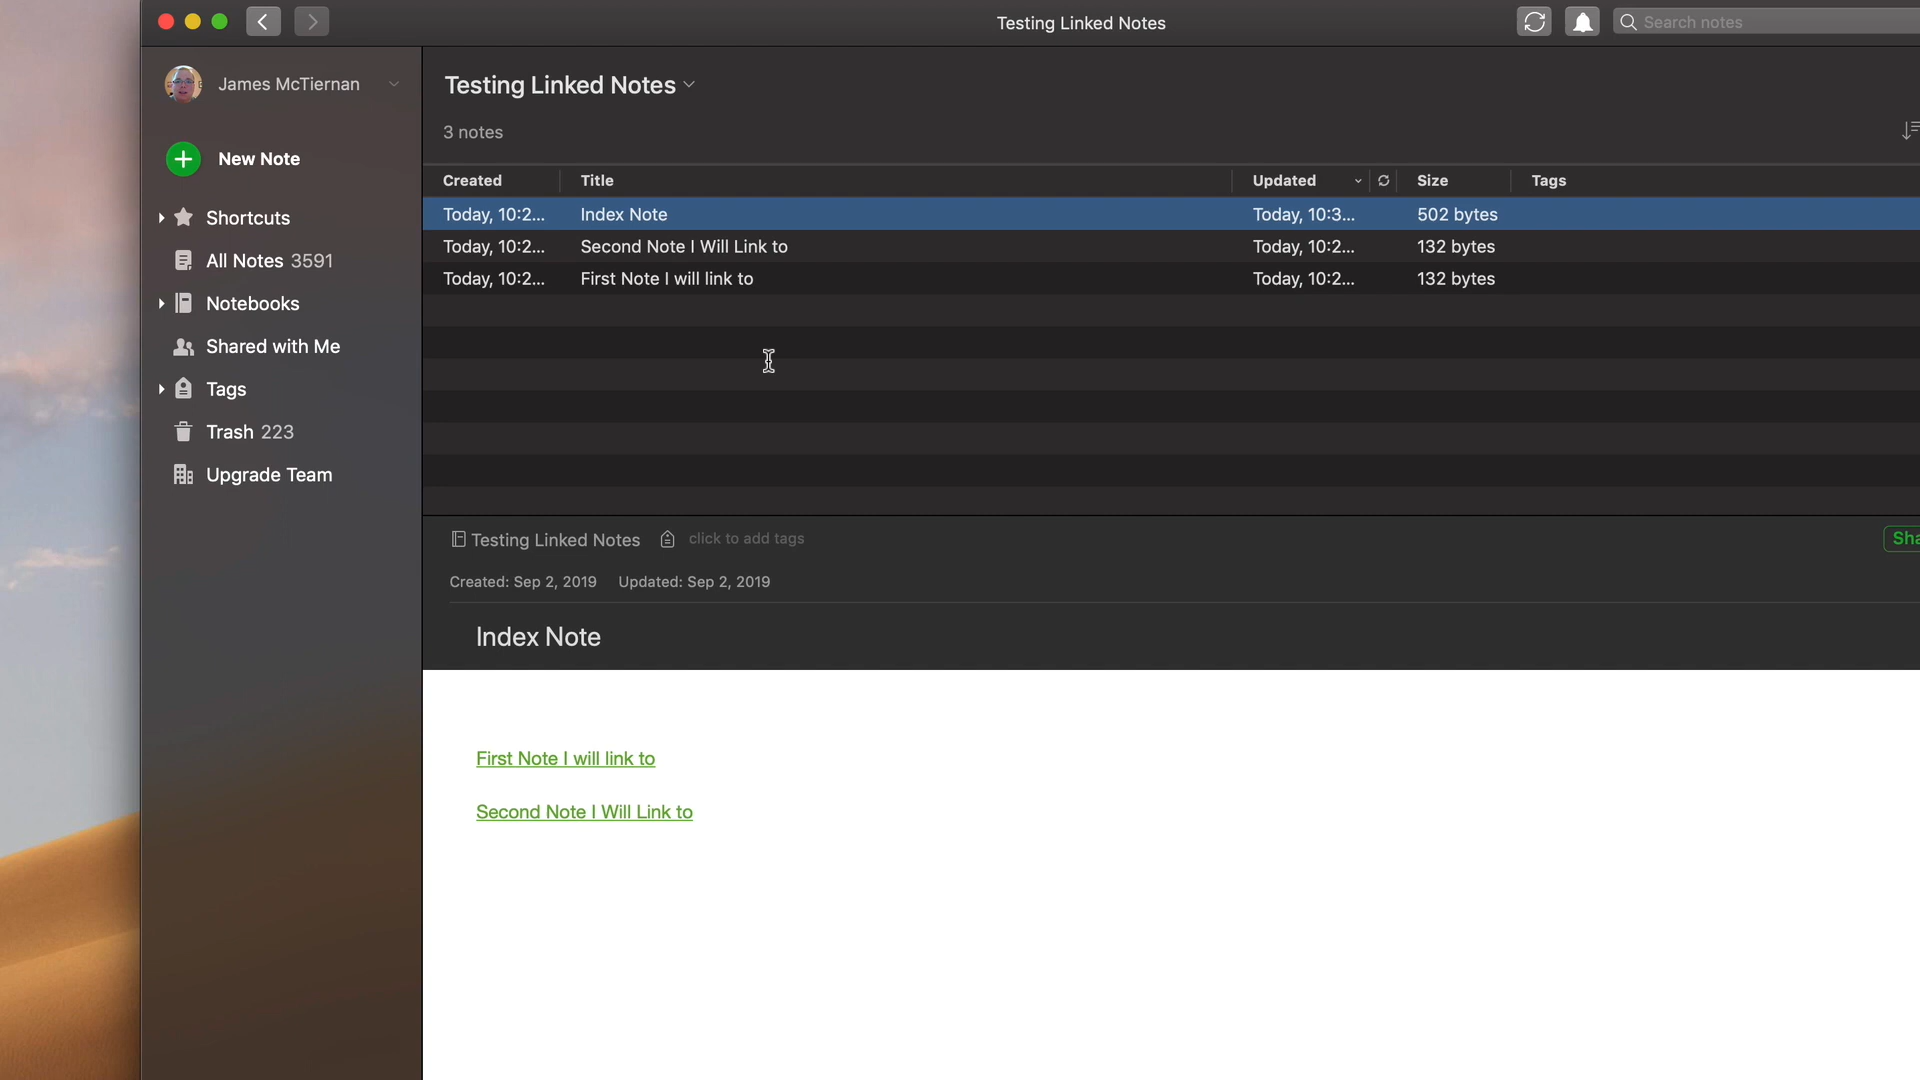 Testing Linked Notes
Search notes
James McTiernan
New Note
Shortcuts
All Notes 3591
Notebooks
Shared with Me
Tags
Trash 223
Upgrade Team
Testing Linked Notes
3 notes
Created Title Updated Size Tags
Today, 10:2... Index Note Today, 10:3... 502 bytes
Today, 10:2... Second Note I Will Link to Today, 10:2... 132 bytes
Today, 10:2... First Note I will link to Today, 10:2... 132 bytes
Testing Linked Notes click to add tags Sha
Created: Sep 2, 2019 Updated: Sep 2, 2019
Index Note
First Note I will link to
Second Note I Will Link to